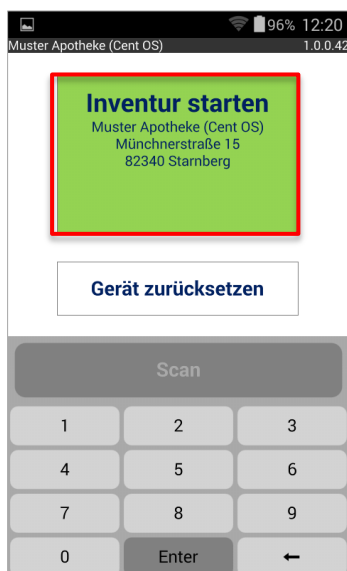 96% 12:20
Muster Apotheke (Cent OS) 1.0.0.42
Inventur starten
Muster Apotheke (Cent OS)
Münchnerstraße 15
82340 Starnberg
Gerät zurücksetzen
Scan
1 2 3
4 5 6
7 8 9
0 Enter ←